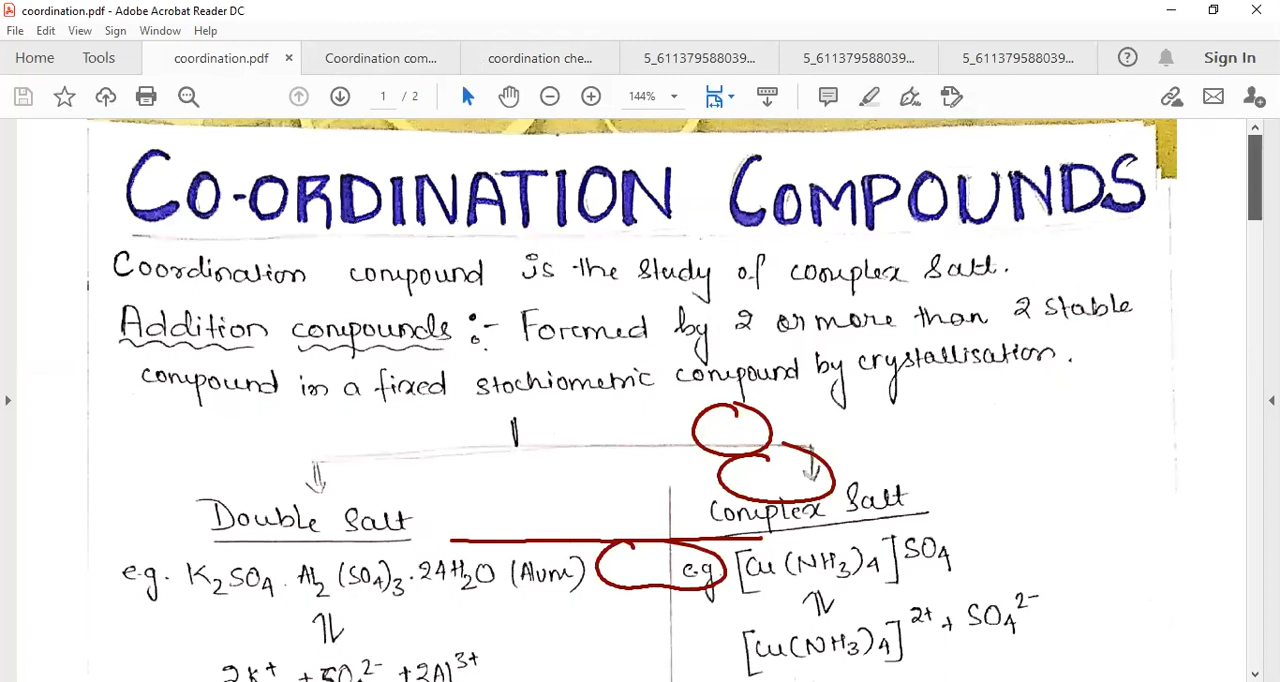 coordination.pdf - Adobe Acrobat Reader DC
File Edit View Sign Window Help
Home Tools coordination.pdf × Coordination com... coordination che... 5_611379588039... 5_611379588039... 5_611379588039... Sign In
1 / 2 144%
CO-ORDINATION COMPOUNDS
Coordination compound is the study of complex salt.
Addition compounds :- Formed by 2 or more than 2 stable
compound in a fixed stochiometric compound by crystallisation.
Double Salt
Complex Salt
e.g. K₂SO₄ . Al₂(SO₄)₃ . 24H₂O (Alum)
e.g [Cu(NH₃)₄]SO₄
⇌
⇌
[Cu(NH₃)₄]²⁺ + SO₄²⁻
2K⁺ + SO₄²⁻ + 2Al³⁺